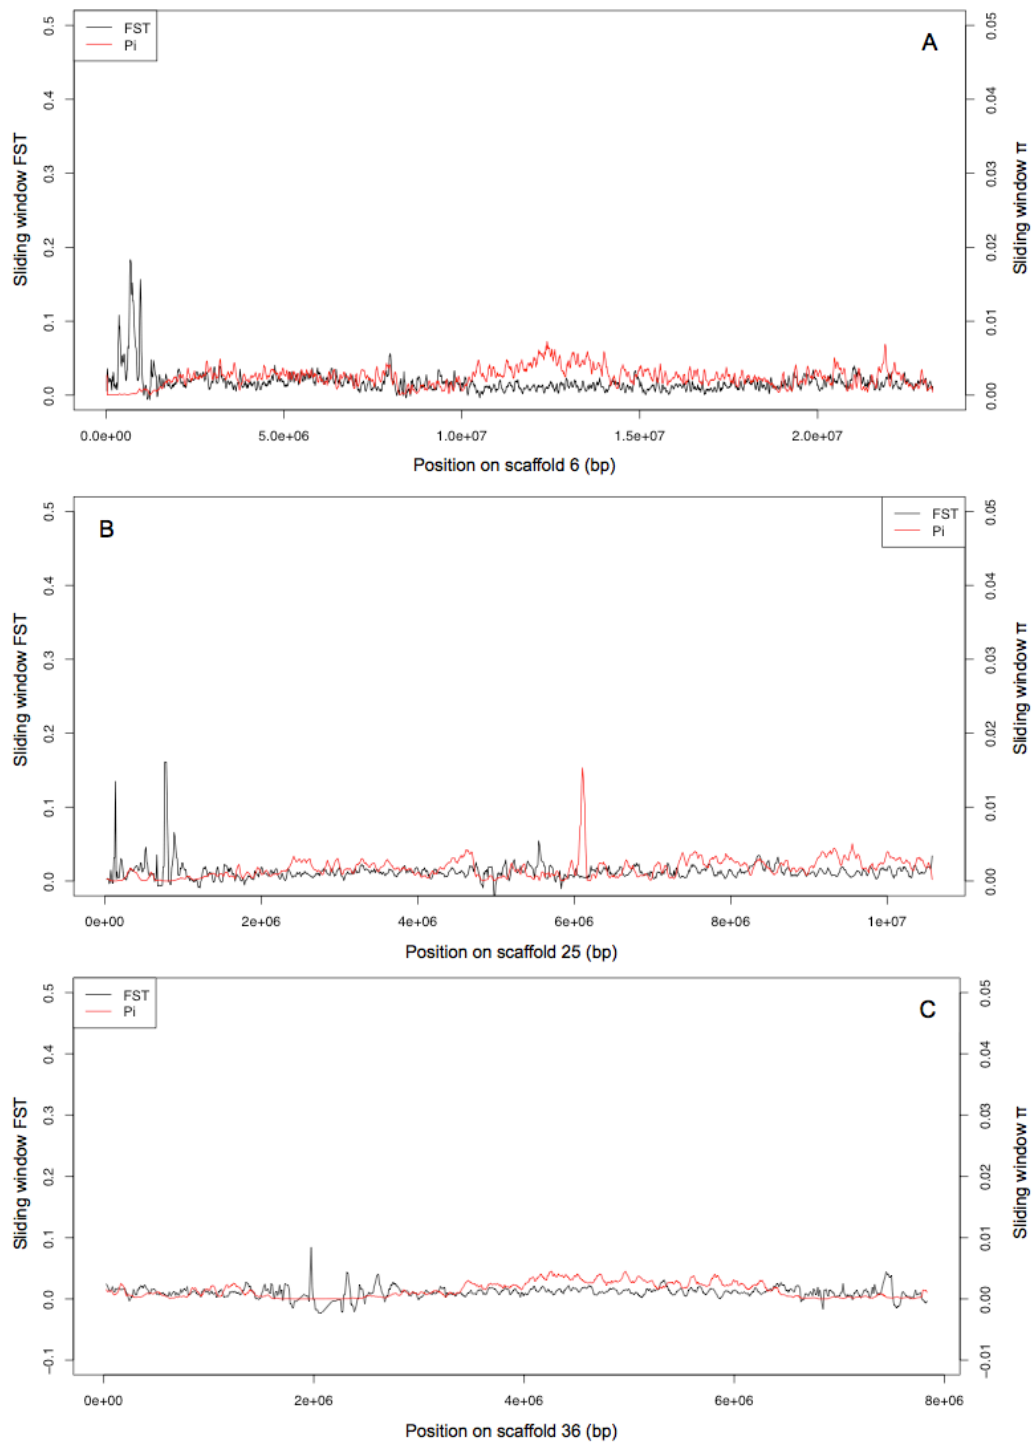 FST
Pi
A
Sliding window FST
0.0 0.1 0.2 0.3 0.4 0.5
Sliding window π
0.00 0.01 0.02 0.03 0.04 0.05
0.0e+00 5.0e+06 1.0e+07 1.5e+07 2.0e+07
Position on scaffold 6 (bp)
B
FST
Pi
Sliding window FST
0.0 0.1 0.2 0.3 0.4 0.5
Sliding window π
0.00 0.01 0.02 0.03 0.04 0.05
0e+00 2e+06 4e+06 6e+06 8e+06 1e+07
Position on scaffold 25 (bp)
FST
Pi
C
Sliding window FST
−0.1 0.0 0.1 0.2 0.3 0.4 0.5
Sliding window π
−0.01 0.00 0.01 0.02 0.03 0.04 0.05
0e+00 2e+06 4e+06 6e+06 8e+06
Position on scaffold 36 (bp)